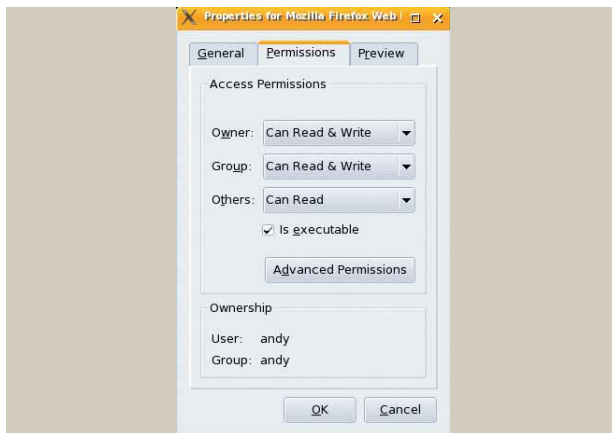 Properties for Mozilla Firefox Web
General Permissions Preview
Access Permissions
Owner: Can Read & Write
Group: Can Read & Write
Others: Can Read
Is executable
Advanced Permissions
Ownership
User: andy
Group: andy
OK Cancel